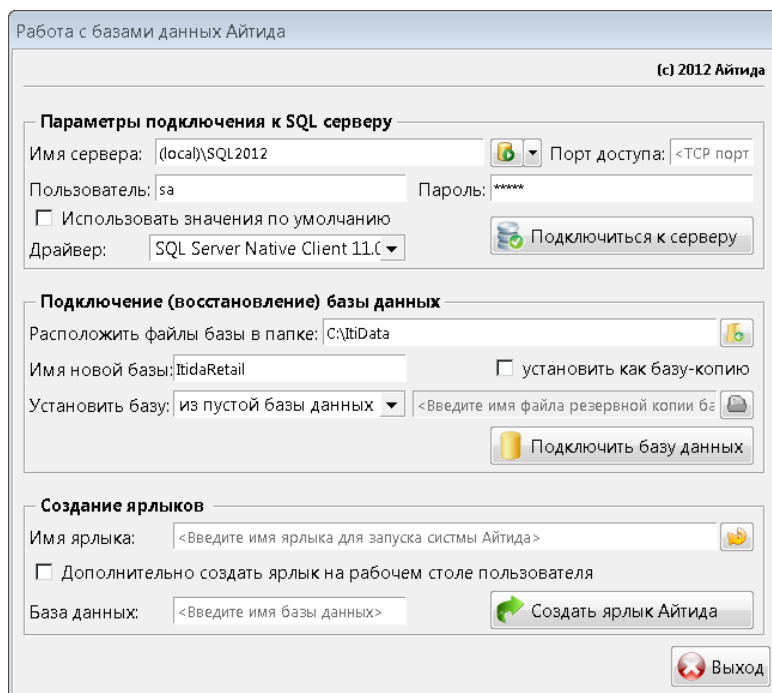 Работа с базами данных Айтида
(c) 2012 Айтида
Параметры подключения к SQL серверу
Имя сервера: (local)\SQL2012 Порт доступа: <TCP порт
Пользователь: sa Пароль: *****
Использовать значения по умолчанию
Драйвер: SQL Server Native Client 11.0 Подключиться к серверу
Подключение (восстановление) базы данных
Расположить файлы базы в папке: C:\ItiData
Имя новой базы: ItidaRetail установить как базу-копию
Установить базу: из пустой базы данных <Введите имя файла резервной копии ба
Подключить базу данных
Создание ярлыков
Имя ярлыка: <Введите имя ярлыка для запуска систмы Айтида>
Дополнительно создать ярлык на рабочем столе пользователя
База данных: <Введите имя базы данных> Создать ярлык Айтида
Выход